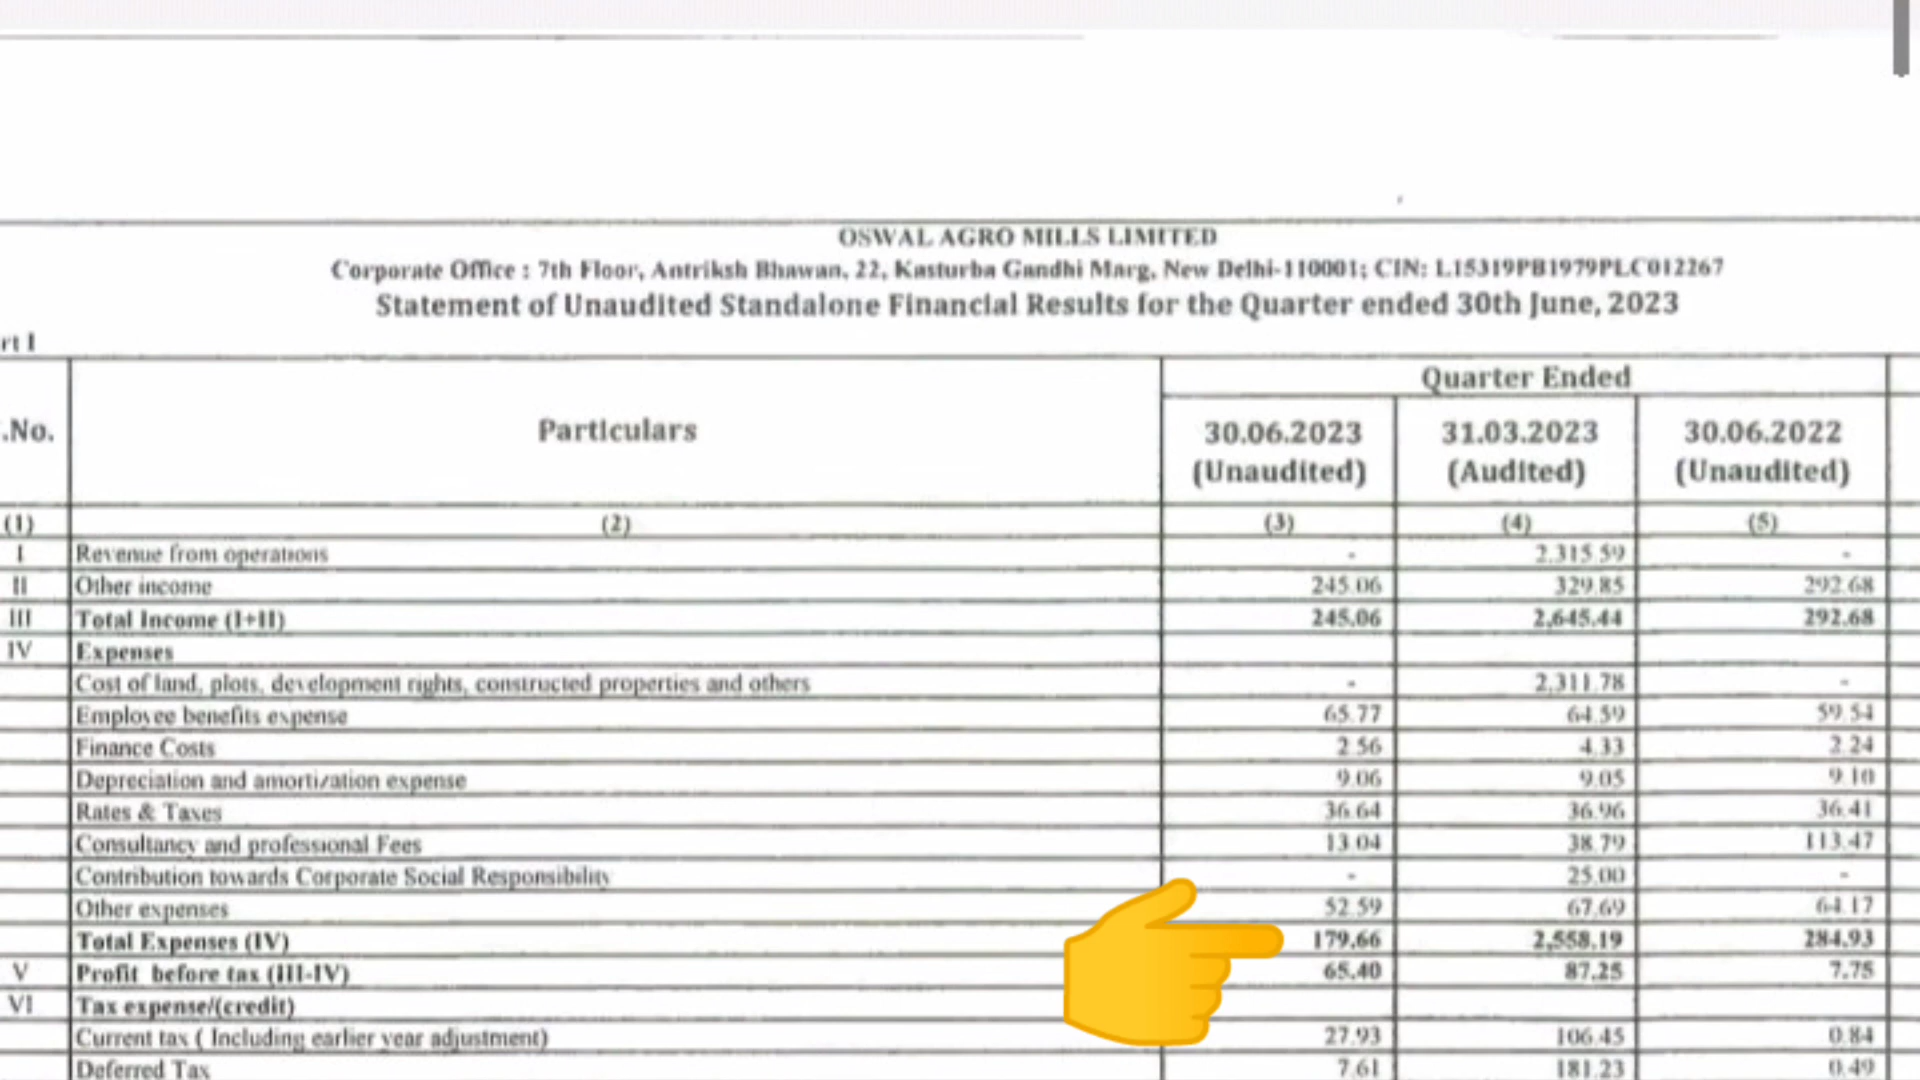 OSWAL AGRO MILLS LIMITED
Corporate Office : 7th Floor, Antriksh Bhawan, 22, Kasturba Gandhi Marg, New Delhi-110001; CIN: L15319PB1979PLC012267
Statement of Unaudited Standalone Financial Results for the Quarter ended 30th June, 2023
rt I
.No. Particulars Quarter Ended
30.06.2023 31.03.2023 30.06.2022
(Unaudited) (Audited) (Unaudited)
(1) (2) (3) (4) (5)
I Revenue from operations - 2,315.59 -
II Other income 245.06 329.85 292.68
III Total Income (I+II) 245.06 2,645.44 292.68
IV Expenses
Cost of land, plots, development rights, constructed properties and others - 2,311.78 -
Employee benefits expense 65.77 64.59 59.54
Finance Costs 2.56 4.33 2.24
Depreciation and amortization expense 9.06 9.05 9.10
Rates & Taxes 36.64 36.96 36.41
Consultancy and professional Fees 13.04 38.79 113.47
Contribution towards Corporate Social Responsibility - 25.00 -
Other expenses 52.59 67.69 64.17
Total Expenses (IV) 179.66 2,558.19 284.93
V Profit before tax (III-IV) 65.40 87.25 7.75
VI Tax expense/(credit)
Current tax ( Including earlier year adjustment) 27.93 106.45 0.84
Deferred Tax 7.61 181.23 0.49